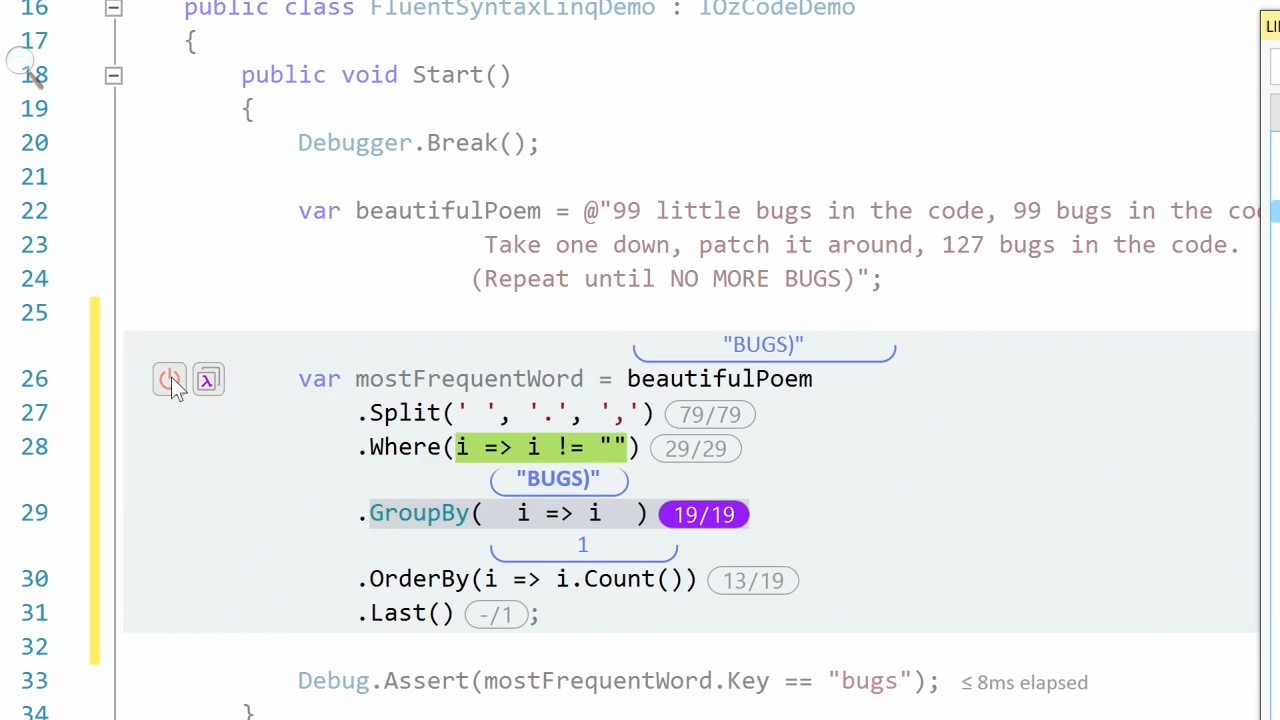 16 public class FluentSyntaxLinqDemo : IOzCodeDemo
17 {
18 public void Start()
19 {
20 Debugger.Break();
21
22 var beautifulPoem = @"99 little bugs in the code, 99 bugs in the
23 Take one down, patch it around, 127 bugs in the code.
24 (Repeat until NO MORE BUGS)";
25
"BUGS)"
26 λ var mostFrequentWord = beautifulPoem
27 .Split(' ', '.', ',') 79/79
28 .Where(i => i != "") 29/29
"BUGS)"
29 .GroupBy( i => i ) 19/19
1
30 .OrderBy(i => i.Count()) 13/19
31 .Last() -/1 ;
32
33 Debug.Assert(mostFrequentWord.Key == "bugs"); ≤ 8ms elapsed
34 }